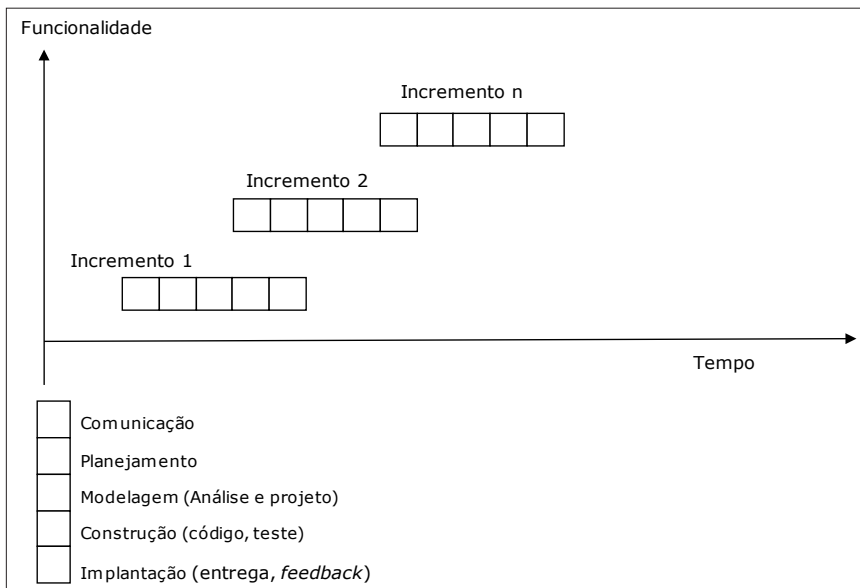 Funcionalidade
Incremento n
Incremento 2
Incremento 1
Tempo
Comunicação
Planejamento
Modelagem (Análise e projeto)
Construção (código, teste)
Implantação (entrega, feedback)